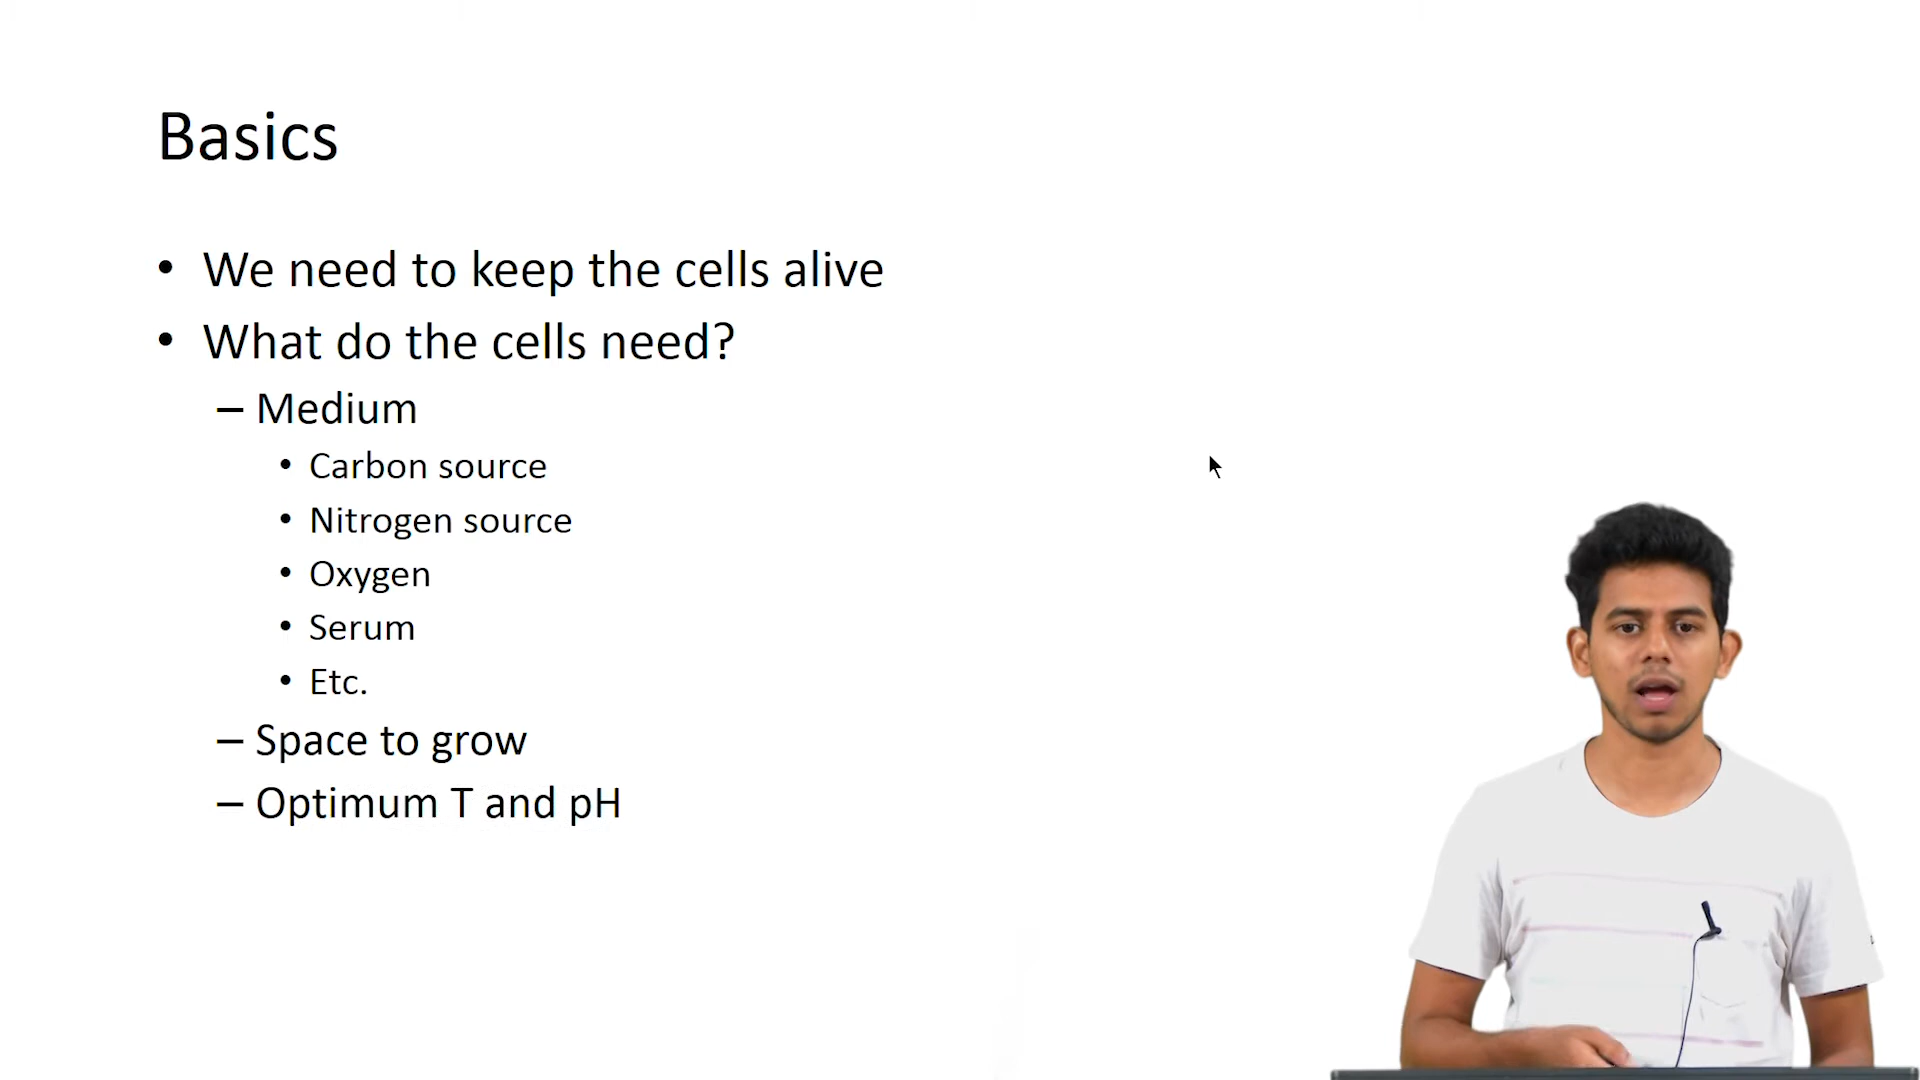 Basics
• We need to keep the cells alive
• What do the cells need?
– Medium
• Carbon source
• Nitrogen source
• Oxygen
• Serum
• Etc.
– Space to grow
– Optimum T and pH